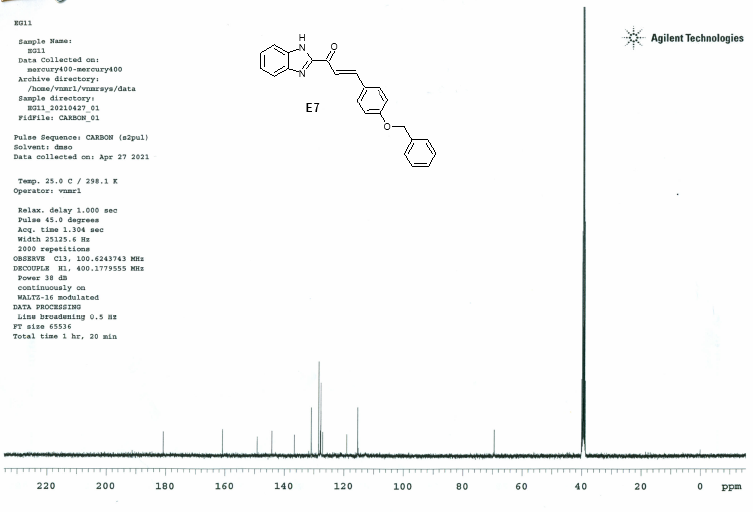 EG11
Sample Name:
EG11
Data Collected on:
mercury400-mercury400
Archive directory:
/home/vnmr1/vnmrsys/data
Sample directory:
EG11_20210427_01
FidFile: CARBON_01
Pulse Sequence: CARBON (s2pul)
Solvent: dmso
Data collected on: Apr 27 2021
Temp. 25.0 C / 298.1 K
Operator: vnmr1
Relax. delay 1.000 sec
Pulse 45.0 degrees
Acq. time 1.304 sec
Width 25125.6 Hz
2000 repetitions
OBSERVE C13, 100.6243743 MHz
DECOUPLE H1, 400.1779555 MHz
Power 38 dB
continuously on
WALTZ-16 modulated
DATA PROCESSING
Line broadening 0.5 Hz
FT size 65536
Total time 1 hr, 20 min
H
N
O
N
E7
O
Agilent Technologies
220 200 180 160 140 120 100 80 60 40 20 0 ppm